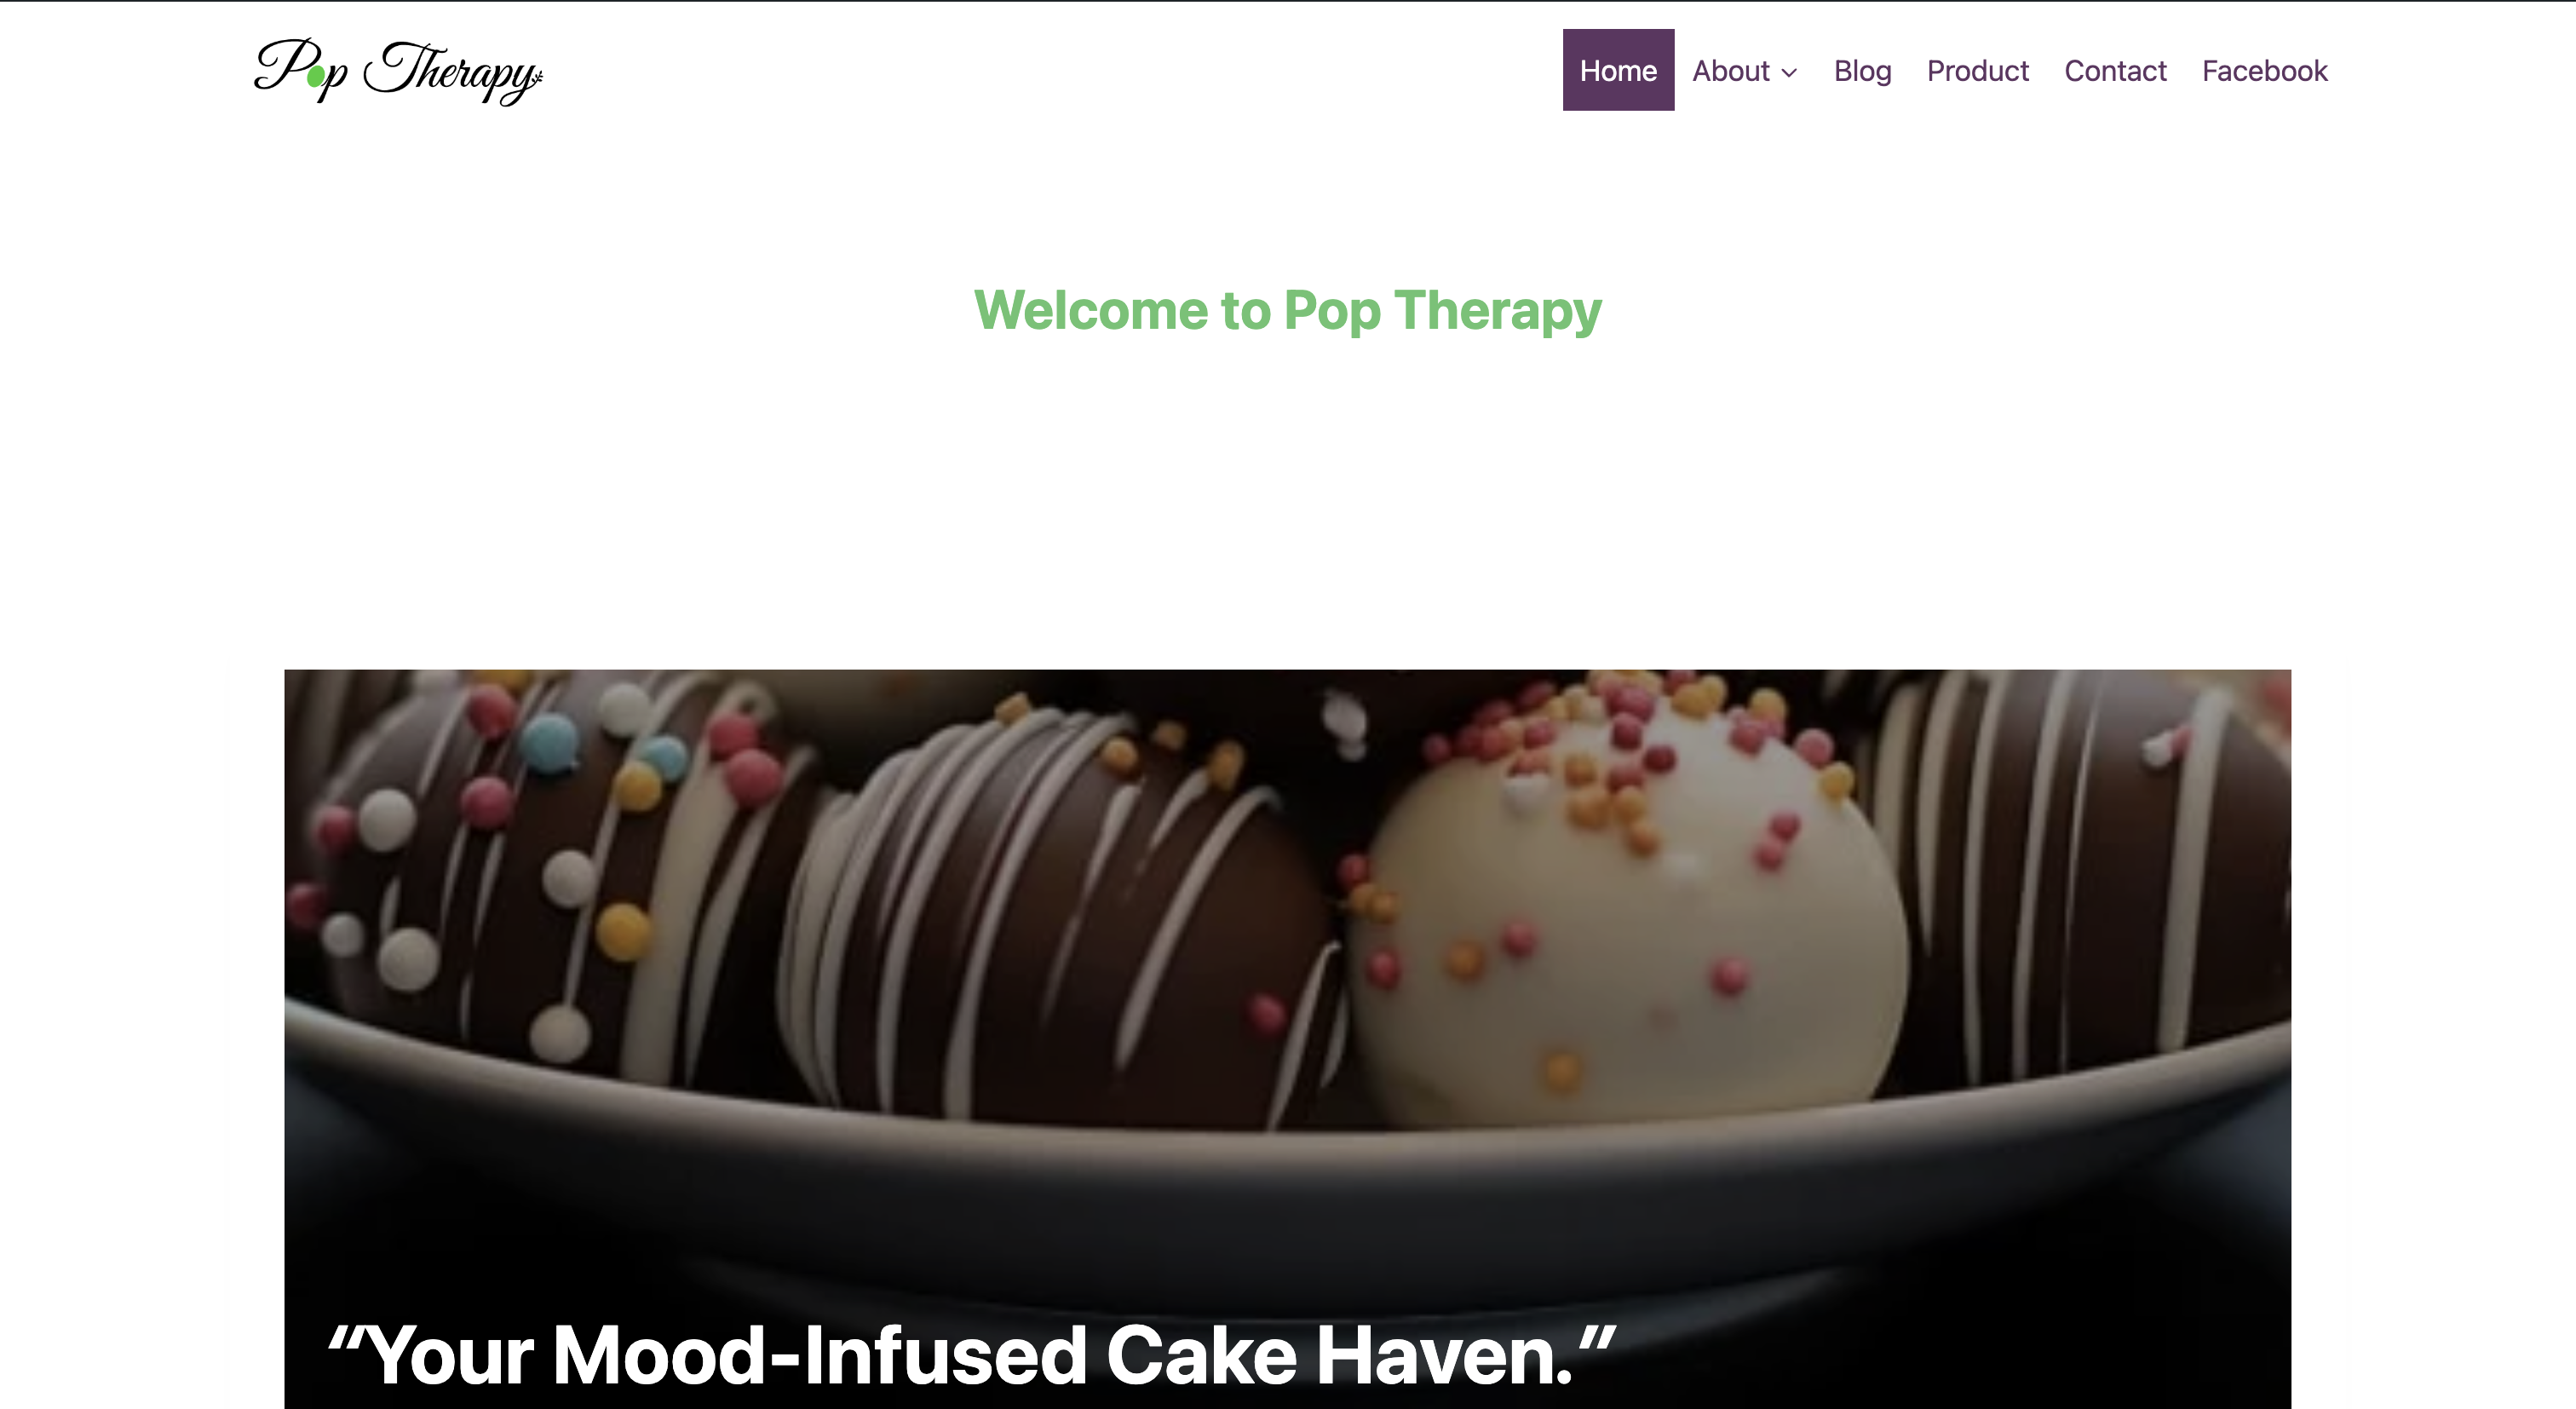 Pop Therapy
Home About Blog Product Contact Facebook
Welcome to Pop Therapy
“Your Mood-Infused Cake Haven.”